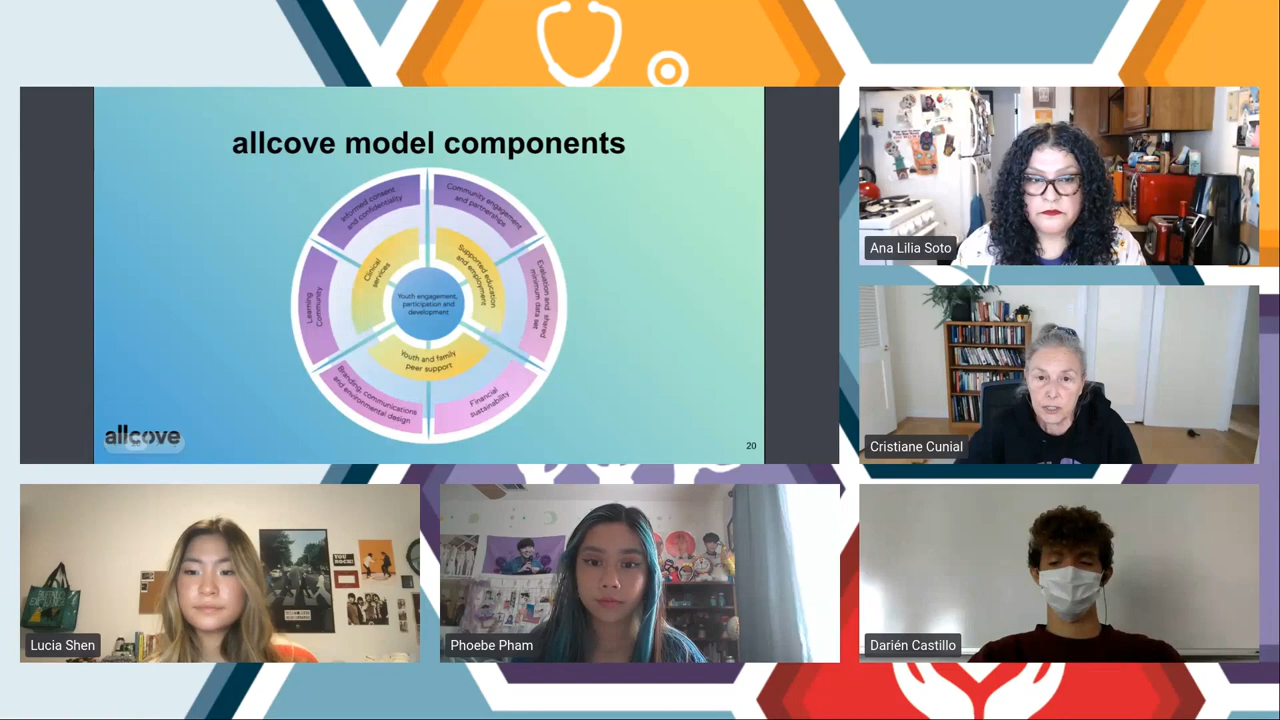 allcove model components
Informed consent
and confidentiality
Community engagement
and partnerships
Clinical
services
Supported education
and employment
Learning
Community
Youth engagement,
participation and
development
Evaluation and shared
minimum data set
Youth and family
peer support
Branding, communications
and environmental design
Financial
sustainability
allcove
20
Ana Lilia Soto
Cristiane Cunial
YOU
ROCK!
Lucia Shen
Phoebe Pham
Darién Castillo